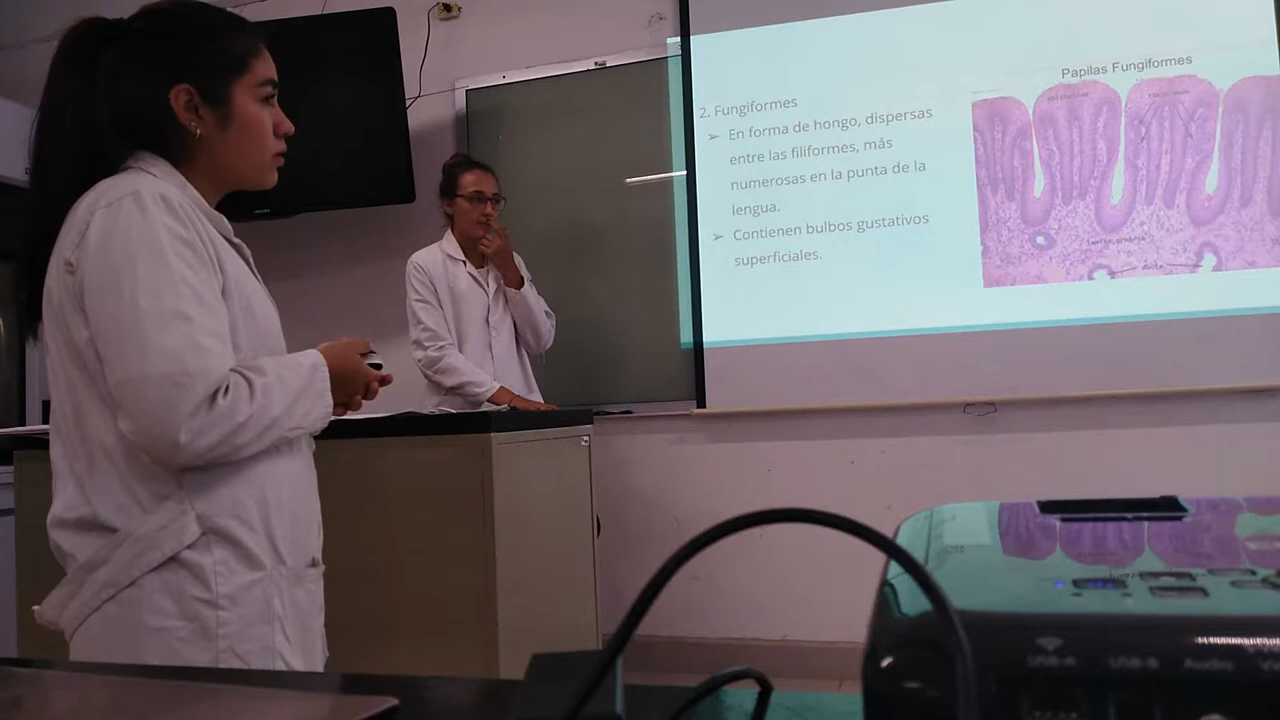 2. Fungiformes
➢ En forma de hongo, dispersas
entre las filiformes, más
numerosas en la punta de la
lengua.
➢ Contienen bulbos gustativos
superficiales.
Papilas Fungiformes
USB-A USB-B Audio